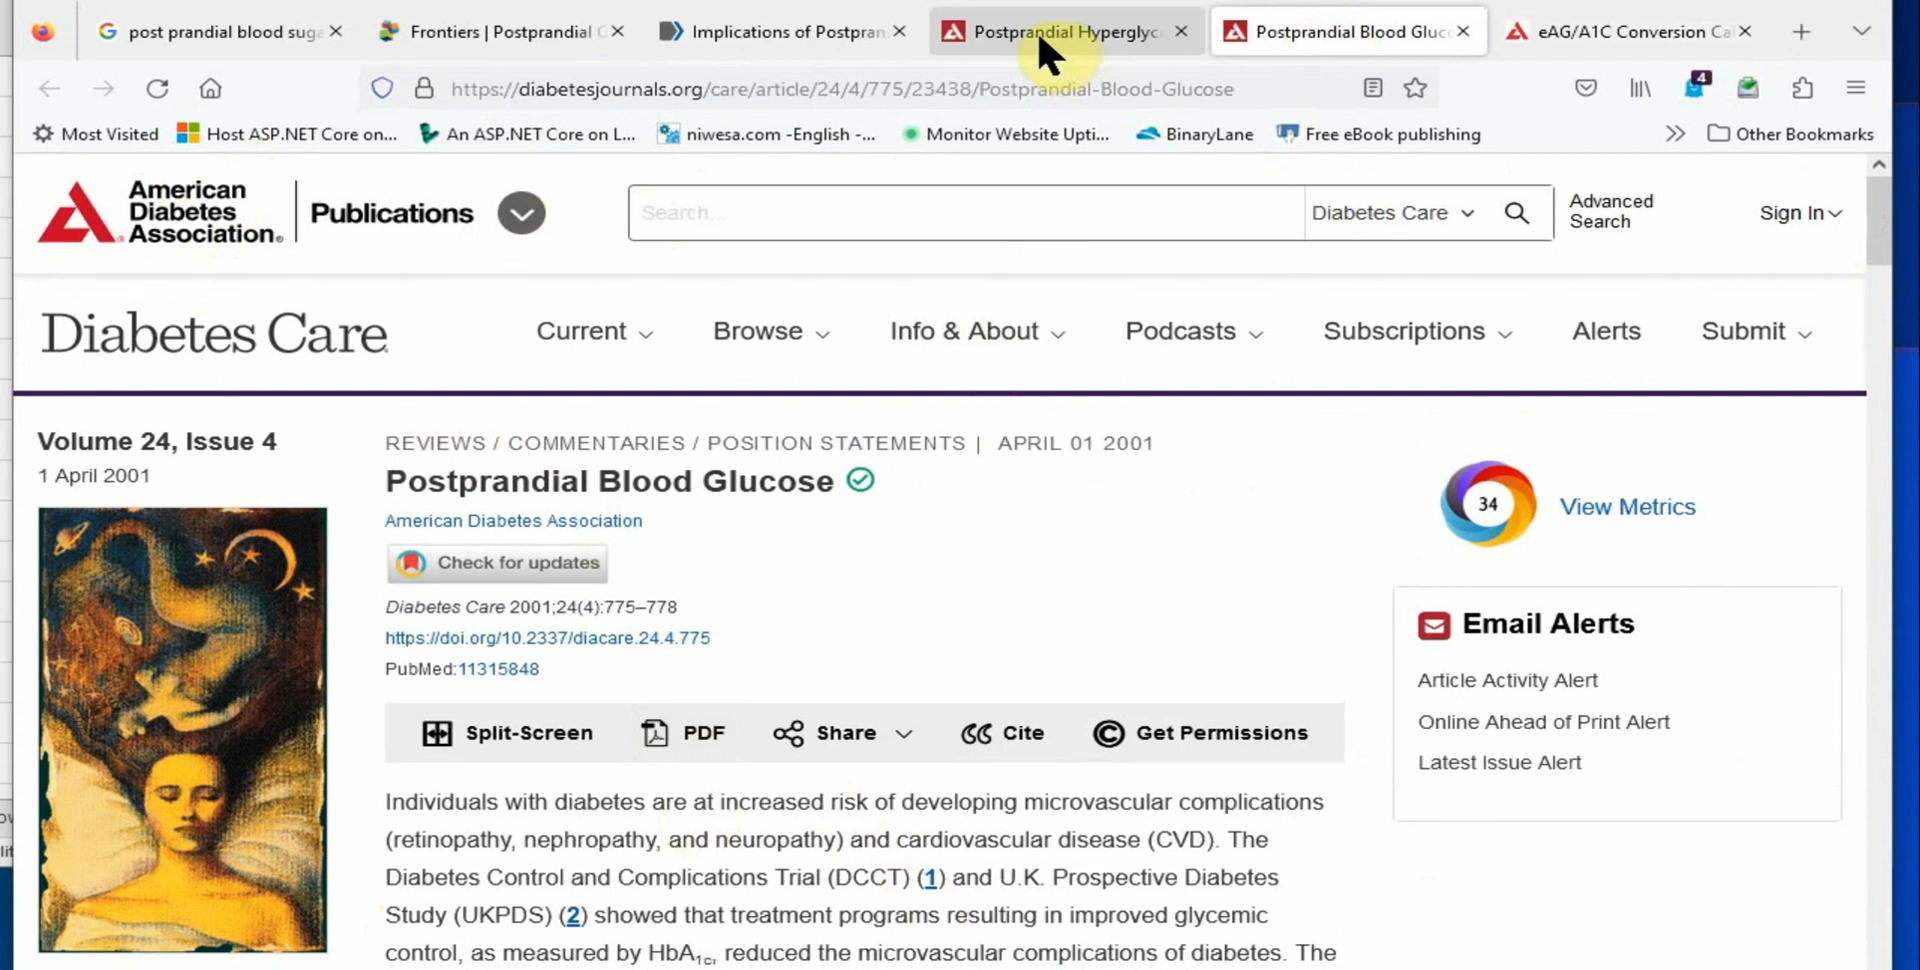 post prandial blood suga
Frontiers | Postprandial G
Implications of Postpran
Postprandial Hyperglyc
Postprandial Blood Gluc
eAG/A1C Conversion Cal
https://diabetesjournals.org/care/article/24/4/775/23438/Postprandial-Blood-Glucose
4
Most Visited
Host ASP.NET Core on...
An ASP.NET Core on L...
niwesa.com -English -...
Monitor Website Upti...
BinaryLane
Free eBook publishing
Other Bookmarks
American
Diabetes
Association®
Publications
Search...
Diabetes Care
Advanced
Search
Sign In
Diabetes Care
Current
Browse
Info & About
Podcasts
Subscriptions
Alerts
Submit
Volume 24, Issue 4
1 April 2001
REVIEWS / COMMENTARIES / POSITION STATEMENTS | APRIL 01 2001
Postprandial Blood Glucose
American Diabetes Association
Check for updates
Diabetes Care 2001;24(4):775–778
https://doi.org/10.2337/diacare.24.4.775
PubMed:11315848
34
View Metrics
Email Alerts
Article Activity Alert
Online Ahead of Print Alert
Latest Issue Alert
Split-Screen
PDF
Share
Cite
Get Permissions
Individuals with diabetes are at increased risk of developing microvascular complications
(retinopathy, nephropathy, and neuropathy) and cardiovascular disease (CVD). The
Diabetes Control and Complications Trial (DCCT) (1) and U.K. Prospective Diabetes
Study (UKPDS) (2) showed that treatment programs resulting in improved glycemic
control, as measured by HbA1c, reduced the microvascular complications of diabetes. The